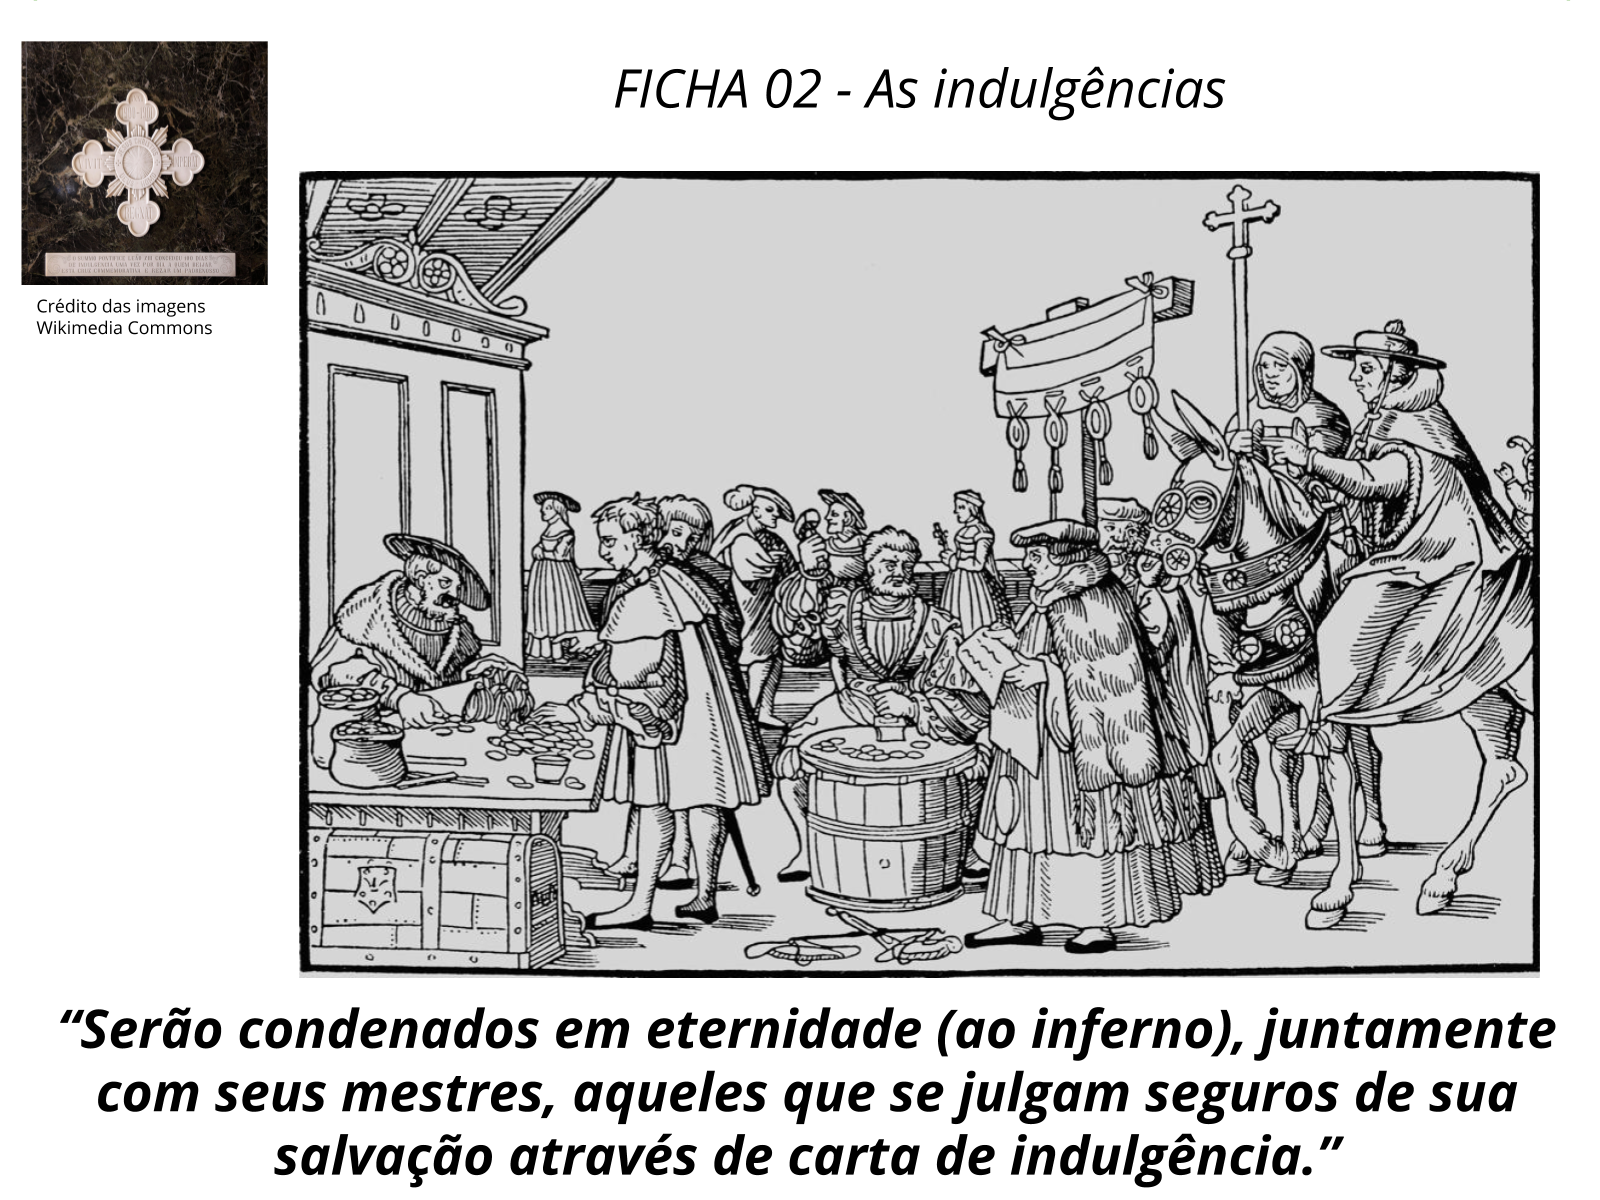 FICHA 02 - As indulgências
Crédito das imagens
Wikimedia Commons
“Serão condenados em eternidade (ao inferno), juntamente
com seus mestres, aqueles que se julgam seguros de sua
salvação através de carta de indulgência.”